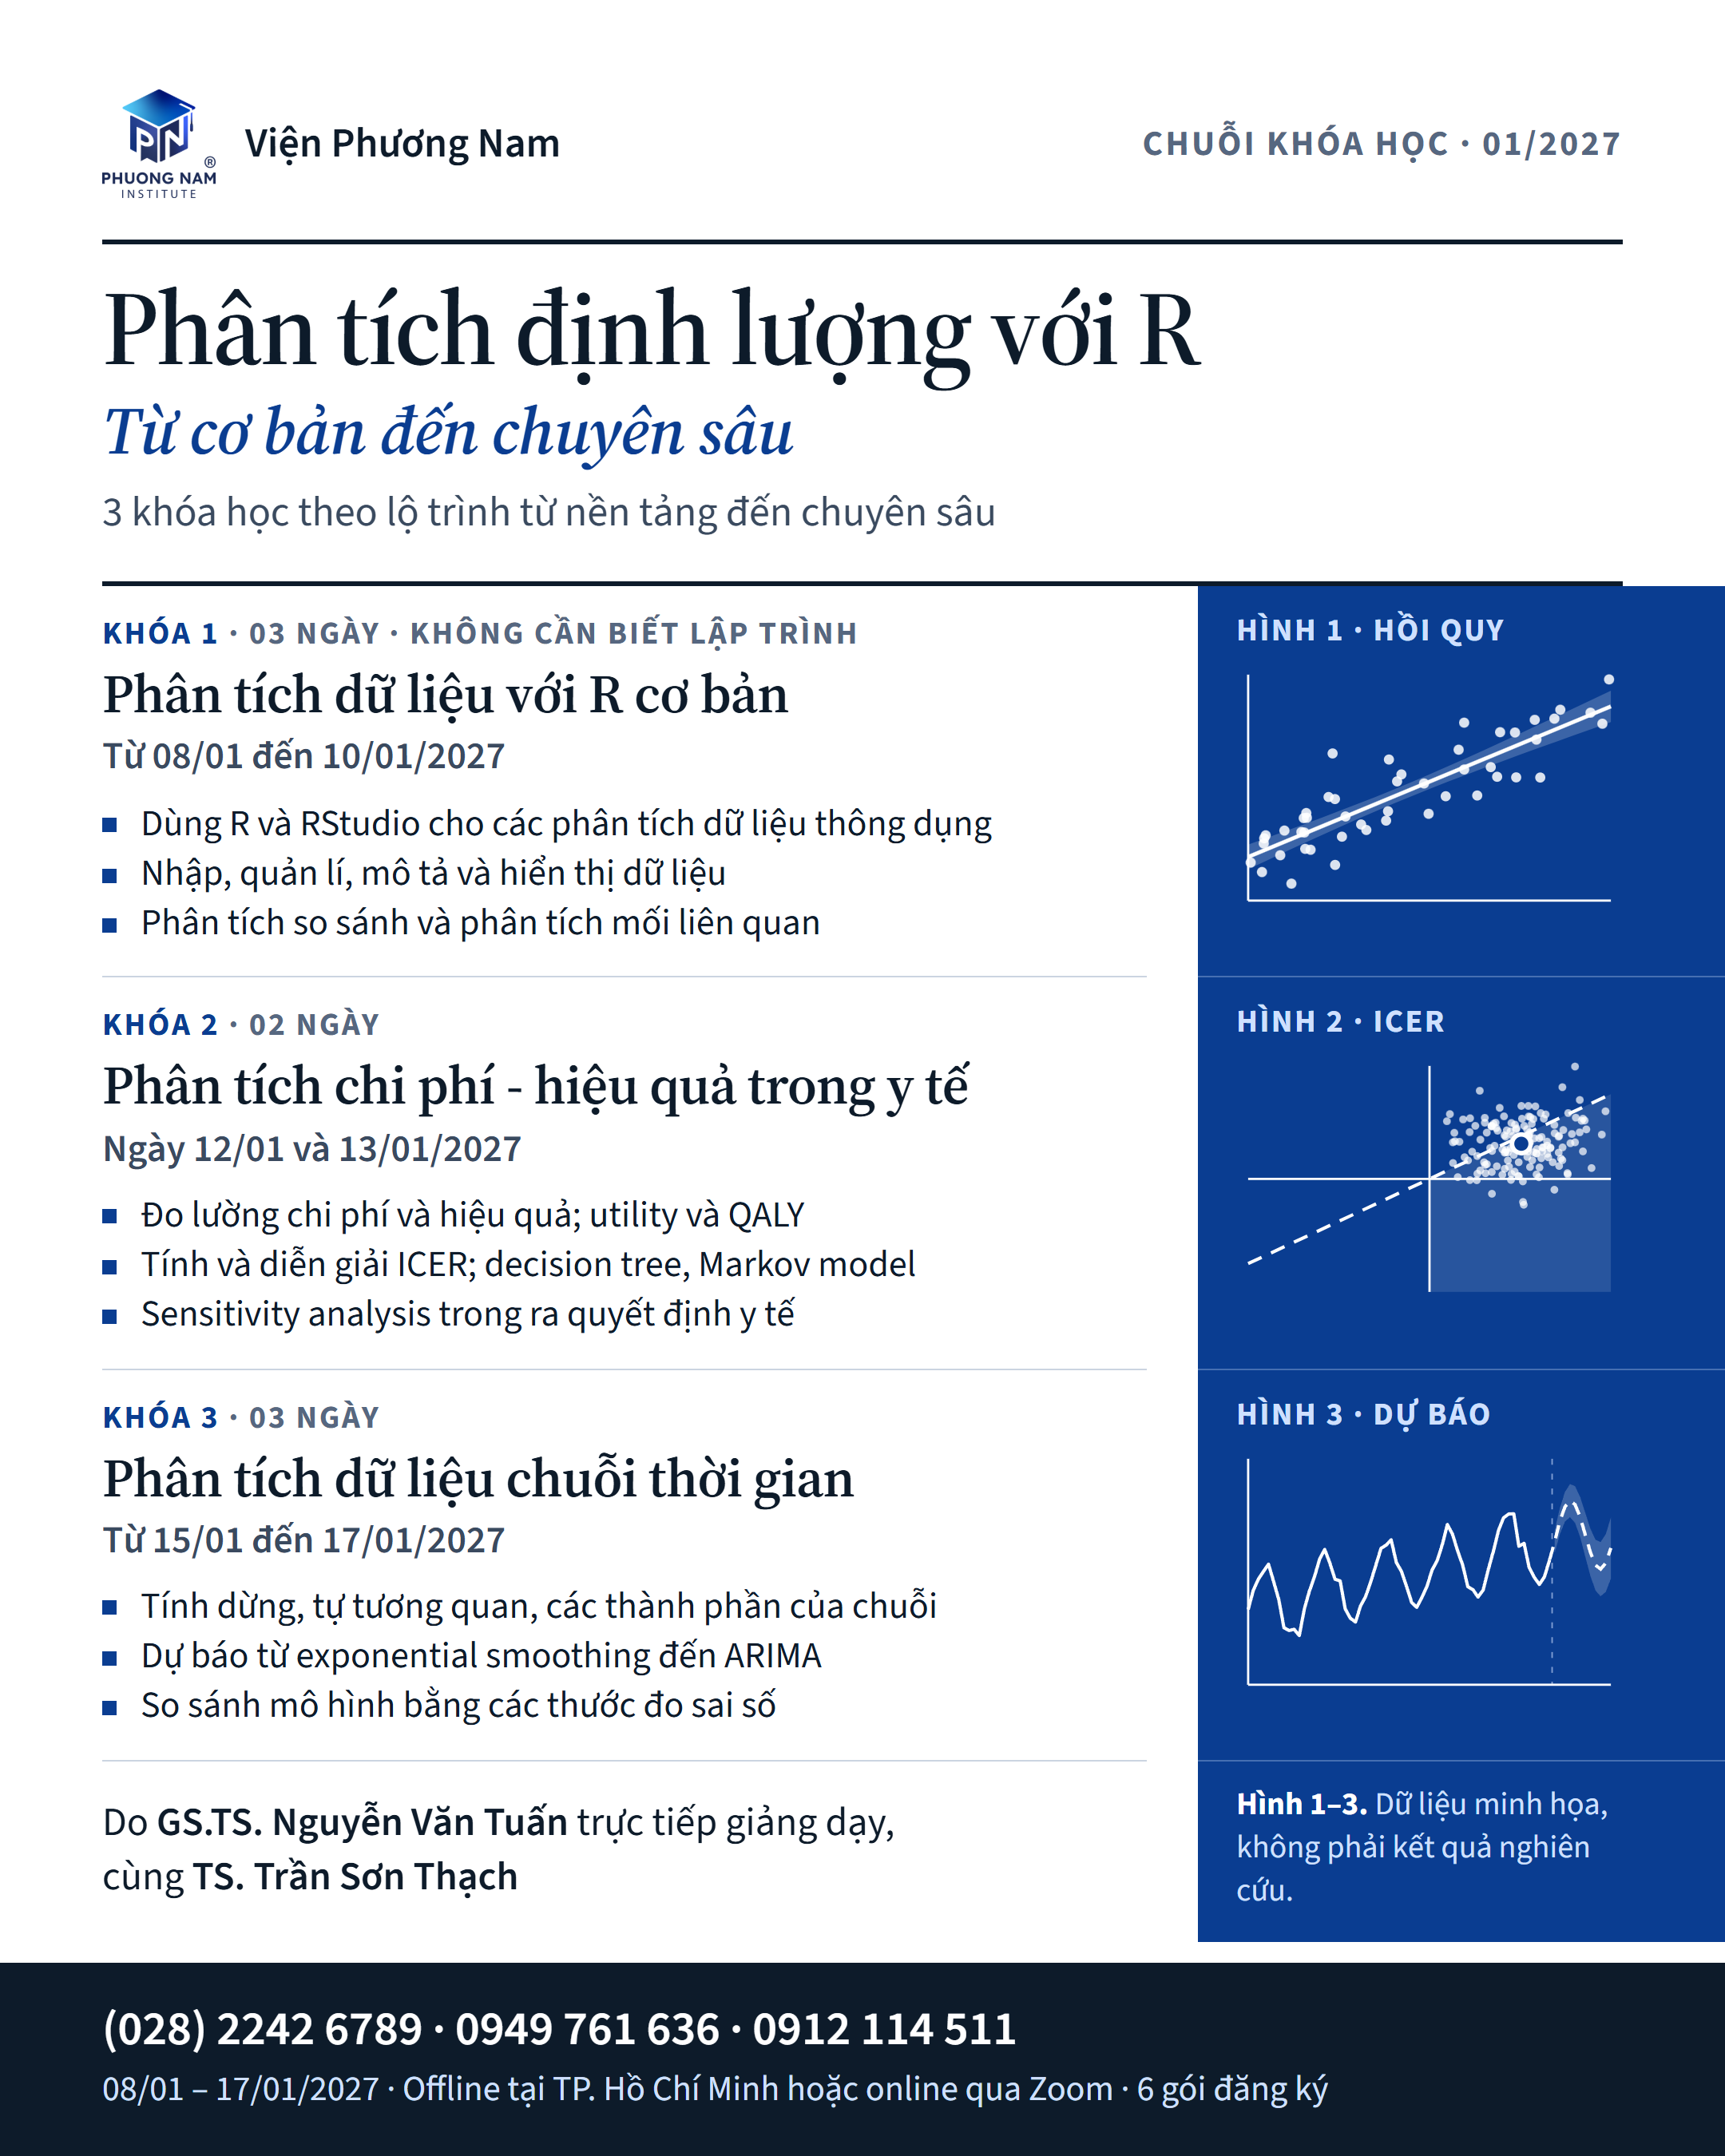 PN
®
PHUONG NAM
INSTITUTE
Viện Phương Nam
CHUỖI KHÓA HỌC · 01/2027
Phân tích định lượng với R
Từ cơ bản đến chuyên sâu
3 khóa học theo lộ trình từ nền tảng đến chuyên sâu
KHÓA 1 · 03 NGÀY · KHÔNG CẦN BIẾT LẬP TRÌNH
Phân tích dữ liệu với R cơ bản
Từ 08/01 đến 10/01/2027
Dùng R và RStudio cho các phân tích dữ liệu thông dụng
Nhập, quản lí, mô tả và hiển thị dữ liệu
Phân tích so sánh và phân tích mối liên quan
HÌNH 1 · HỒI QUY
KHÓA 2 · 02 NGÀY
Phân tích chi phí - hiệu quả trong y tế
Ngày 12/01 và 13/01/2027
Đo lường chi phí và hiệu quả; utility và QALY
Tính và diễn giải ICER; decision tree, Markov model
Sensitivity analysis trong ra quyết định y tế
HÌNH 2 · ICER
KHÓA 3 · 03 NGÀY
Phân tích dữ liệu chuỗi thời gian
Từ 15/01 đến 17/01/2027
Tính dừng, tự tương quan, các thành phần của chuỗi
Dự báo từ exponential smoothing đến ARIMA
So sánh mô hình bằng các thước đo sai số
HÌNH 3 · DỰ BÁO
Do GS.TS. Nguyễn Văn Tuấn trực tiếp giảng dạy,
cùng TS. Trần Sơn Thạch
Hình 1–3. Dữ liệu minh họa,
không phải kết quả nghiên
cứu.
(028) 2242 6789 · 0949 761 636 · 0912 114 511
08/01 – 17/01/2027 · Offline tại TP. Hồ Chí Minh hoặc online qua Zoom · 6 gói đăng ký